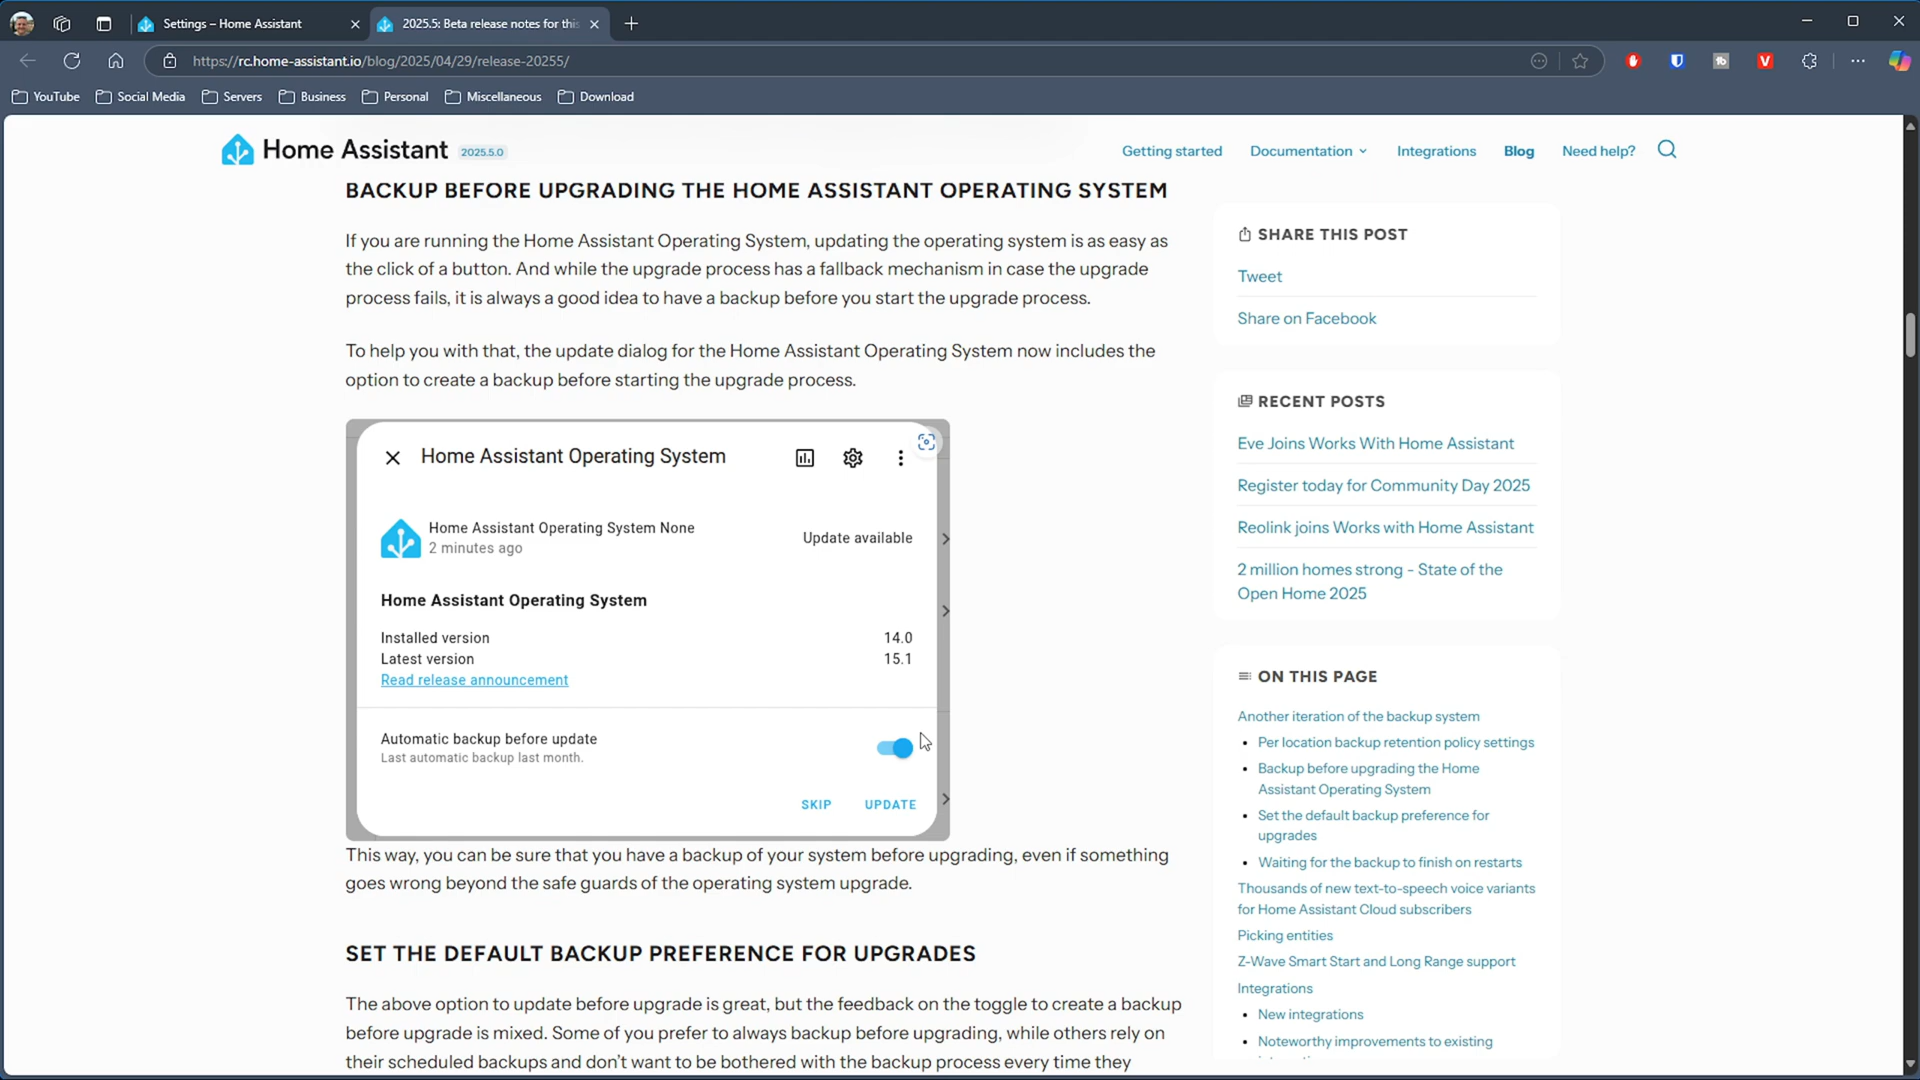 Settings – Home Assistant
2025.5: Beta release notes for this
https://rc.home-assistant.io/blog/2025/04/29/release-20255/
YouTube
Social Media
Servers
Business
Personal
Miscellaneous
Download
Home Assistant 2025.5.0
Getting started
Documentation
Integrations
Blog
Need help?
BACKUP BEFORE UPGRADING THE HOME ASSISTANT OPERATING SYSTEM
If you are running the Home Assistant Operating System, updating the operating system is as easy as
the click of a button. And while the upgrade process has a fallback mechanism in case the upgrade
process fails, it is always a good idea to have a backup before you start the upgrade process.
To help you with that, the update dialog for the Home Assistant Operating System now includes the
option to create a backup before starting the upgrade process.
Home Assistant Operating System
Home Assistant Operating System None
2 minutes ago
Update available
Home Assistant Operating System
Installed version 14.0
Latest version 15.1
Read release announcement
Automatic backup before update
Last automatic backup last month.
SKIP UPDATE
This way, you can be sure that you have a backup of your system before upgrading, even if something
goes wrong beyond the safe guards of the operating system upgrade.
SET THE DEFAULT BACKUP PREFERENCE FOR UPGRADES
The above option to update before upgrade is great, but the feedback on the toggle to create a backup
before upgrade is mixed. Some of you prefer to always backup before upgrading, while others rely on
their scheduled backups and don't want to be bothered with the backup process every time they
SHARE THIS POST
Tweet
Share on Facebook
RECENT POSTS
Eve Joins Works With Home Assistant
Register today for Community Day 2025
Reolink joins Works with Home Assistant
2 million homes strong - State of the
Open Home 2025
ON THIS PAGE
Another iteration of the backup system
Per location backup retention policy settings
Backup before upgrading the Home
Assistant Operating System
Set the default backup preference for
upgrades
Waiting for the backup to finish on restarts
Thousands of new text-to-speech voice variants
for Home Assistant Cloud subscribers
Picking entities
Z-Wave Smart Start and Long Range support
Integrations
New integrations
Noteworthy improvements to existing